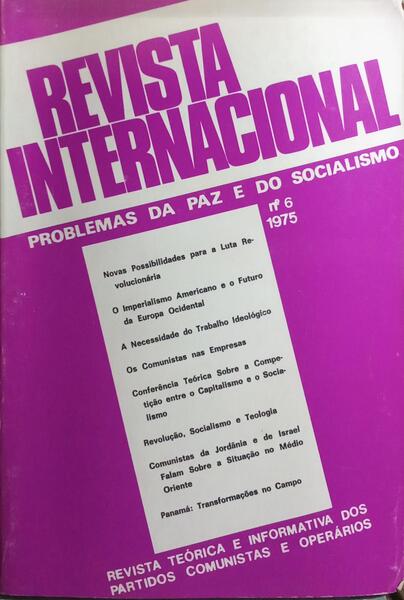 REVISTA
INTERNACIONAL
PROBLEMAS DA PAZ E DO SOCIALISMO
nº 6
1975
Novas Possibilidades para a Luta Re-
volucionária
O Imperialismo Americano e o Futuro
da Europa Ocidental
A Necessidade do Trabalho Ideológico
Os Comunistas nas Empresas
Conferência Teórica Sobre a Compe-
tição entre o Capitalismo e o Socia-
lismo
Revolução, Socialismo e Teologia
Comunistas da Jordânia e de Israel
Falam Sobre a Situação no Médio
Oriente
Panamá: Transformações no Campo
REVISTA TEÓRICA E INFORMATIVA DOS
PARTIDOS COMUNISTAS E OPERÁRIOS